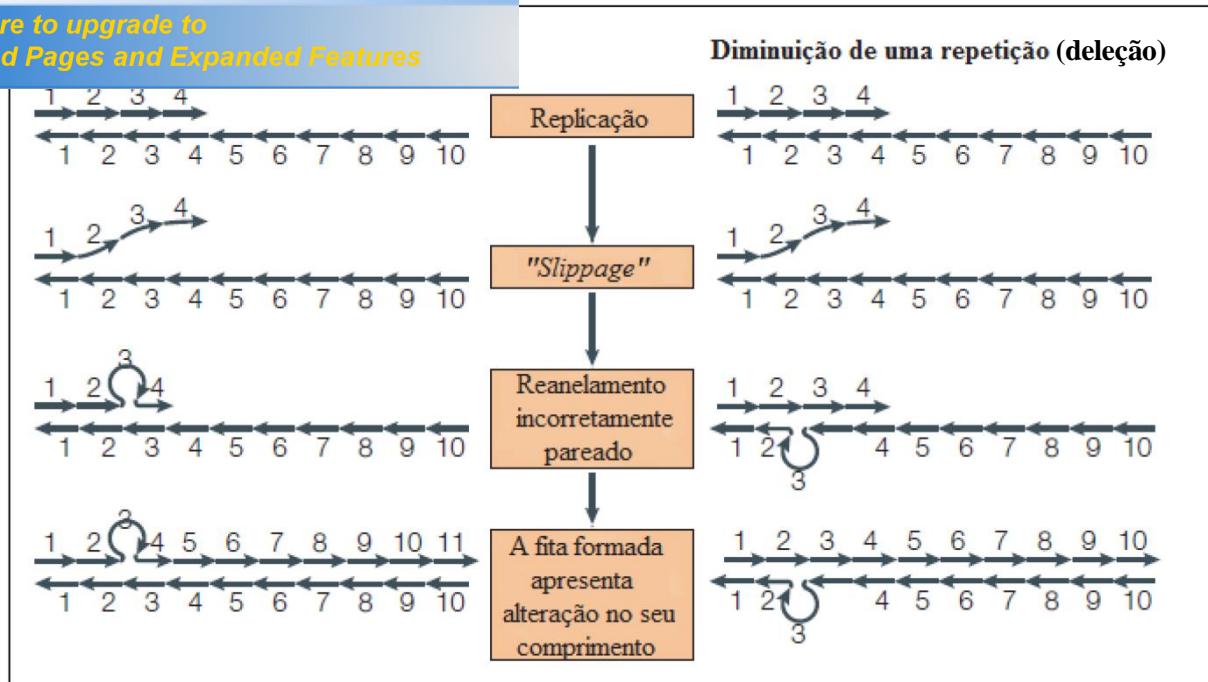 re to upgrade to
d Pages and Expanded Features
Diminuição de uma repetição (deleção)
1 2 3 4
1 2 3 4 5 6 7 8 9 10
Replicação
1 2 3 4
1 2 3 4 5 6 7 8 9 10
1 2 3 4
1 2 3 4 5 6 7 8 9 10
"Slippage"
1 2 3 4
1 2 3 4 5 6 7 8 9 10
1 2 3 4
1 2 3 4 5 6 7 8 9 10
Reanelamento
incorretamente
pareado
1 2 3 4
1 2 3 4 5 6 7 8 9 10
1 2 3 4 5 6 7 8 9 10 11
1 2 3 4 5 6 7 8 9 10
A fita formada
apresenta
alteração no seu
comprimento
1 2 3 4 5 6 7 8 9 10
1 2 3 4 5 6 7 8 9 10